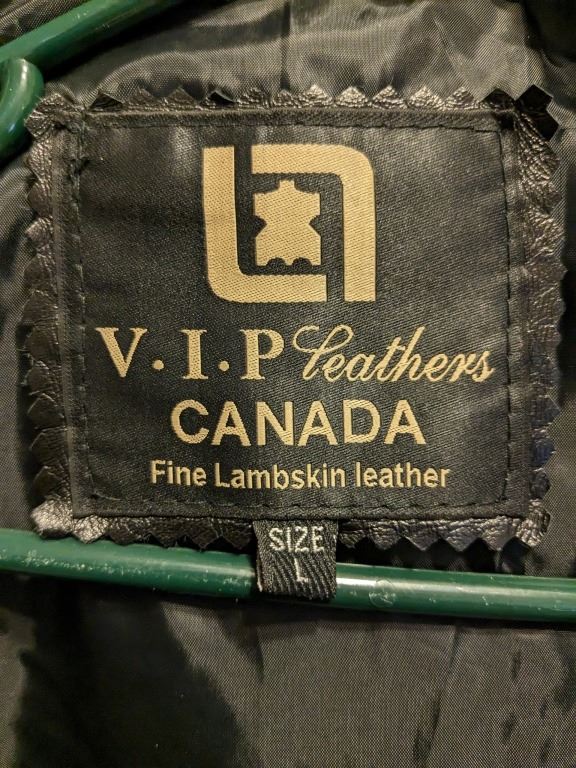 V.I.P Leathers
CANADA
Fine Lambskin leather
SIZE
L